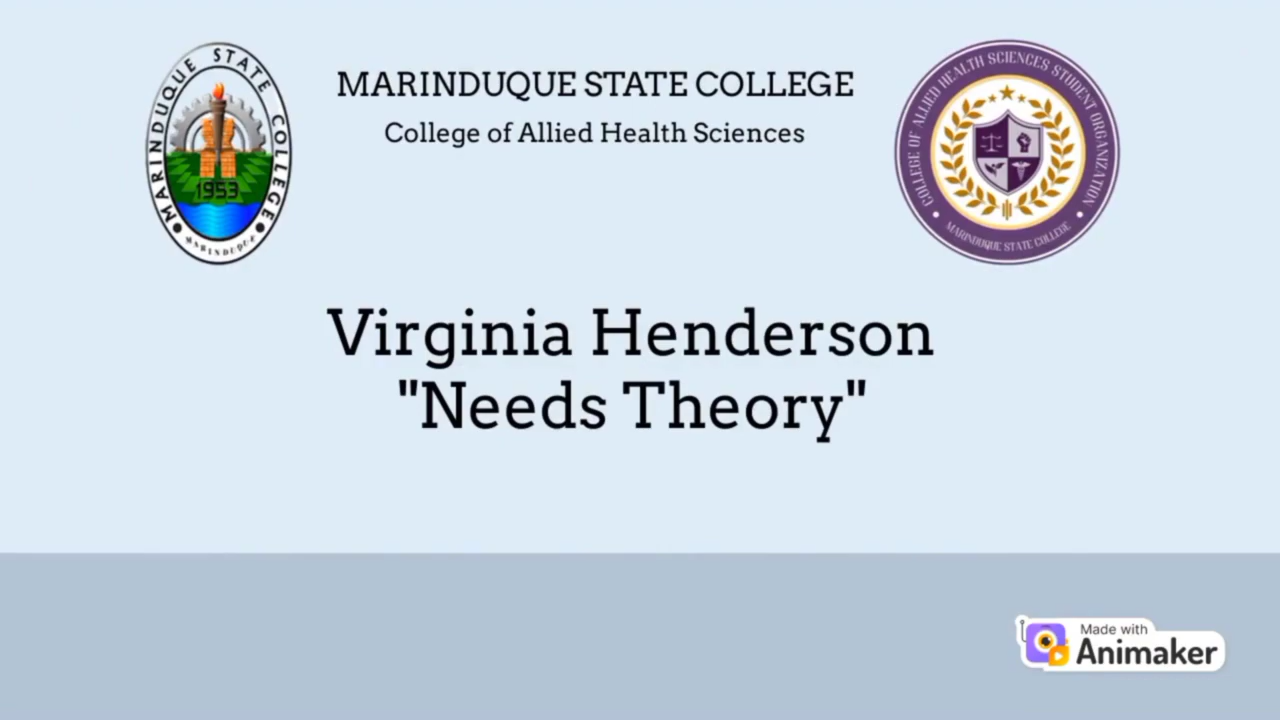 MARINDUQUE STATE COLLEGE
MARINDUQUE
1953
MARINDUQUE STATE COLLEGE
College of Allied Health Sciences
COLLEGE OF ALLIED HEALTH SCIENCES STUDENT ORGANIZATION
MARINDUQUE STATE COLLEGE
Virginia Henderson
"Needs Theory"
Made with
Animaker